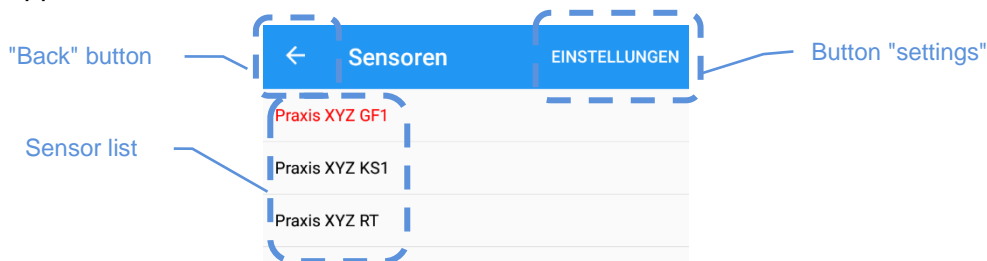 "Back" button
Sensoren
EINSTELLUNGEN
Button "settings"
Praxis XYZ GF1
Sensor list
Praxis XYZ KS1
Praxis XYZ RT